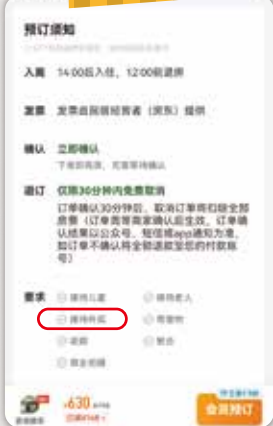 预订须知
入离 14:00后入住，12:00前退房
发票 发票由民宿经营者（房东）提供
确认 立即确认
退订 仅限30分钟内免费取消
订单确认30分钟后，取消订单将扣除全部
房费（订单需等商家确认后生效，订单确
认结果以公众号、短信或app通知为准，
如订单不确认将全额退款至您的付款账
号）
要求 接待儿童 接待老人
接待外宾 带宠物
做饭 聚会
商业拍摄
630
会员预订